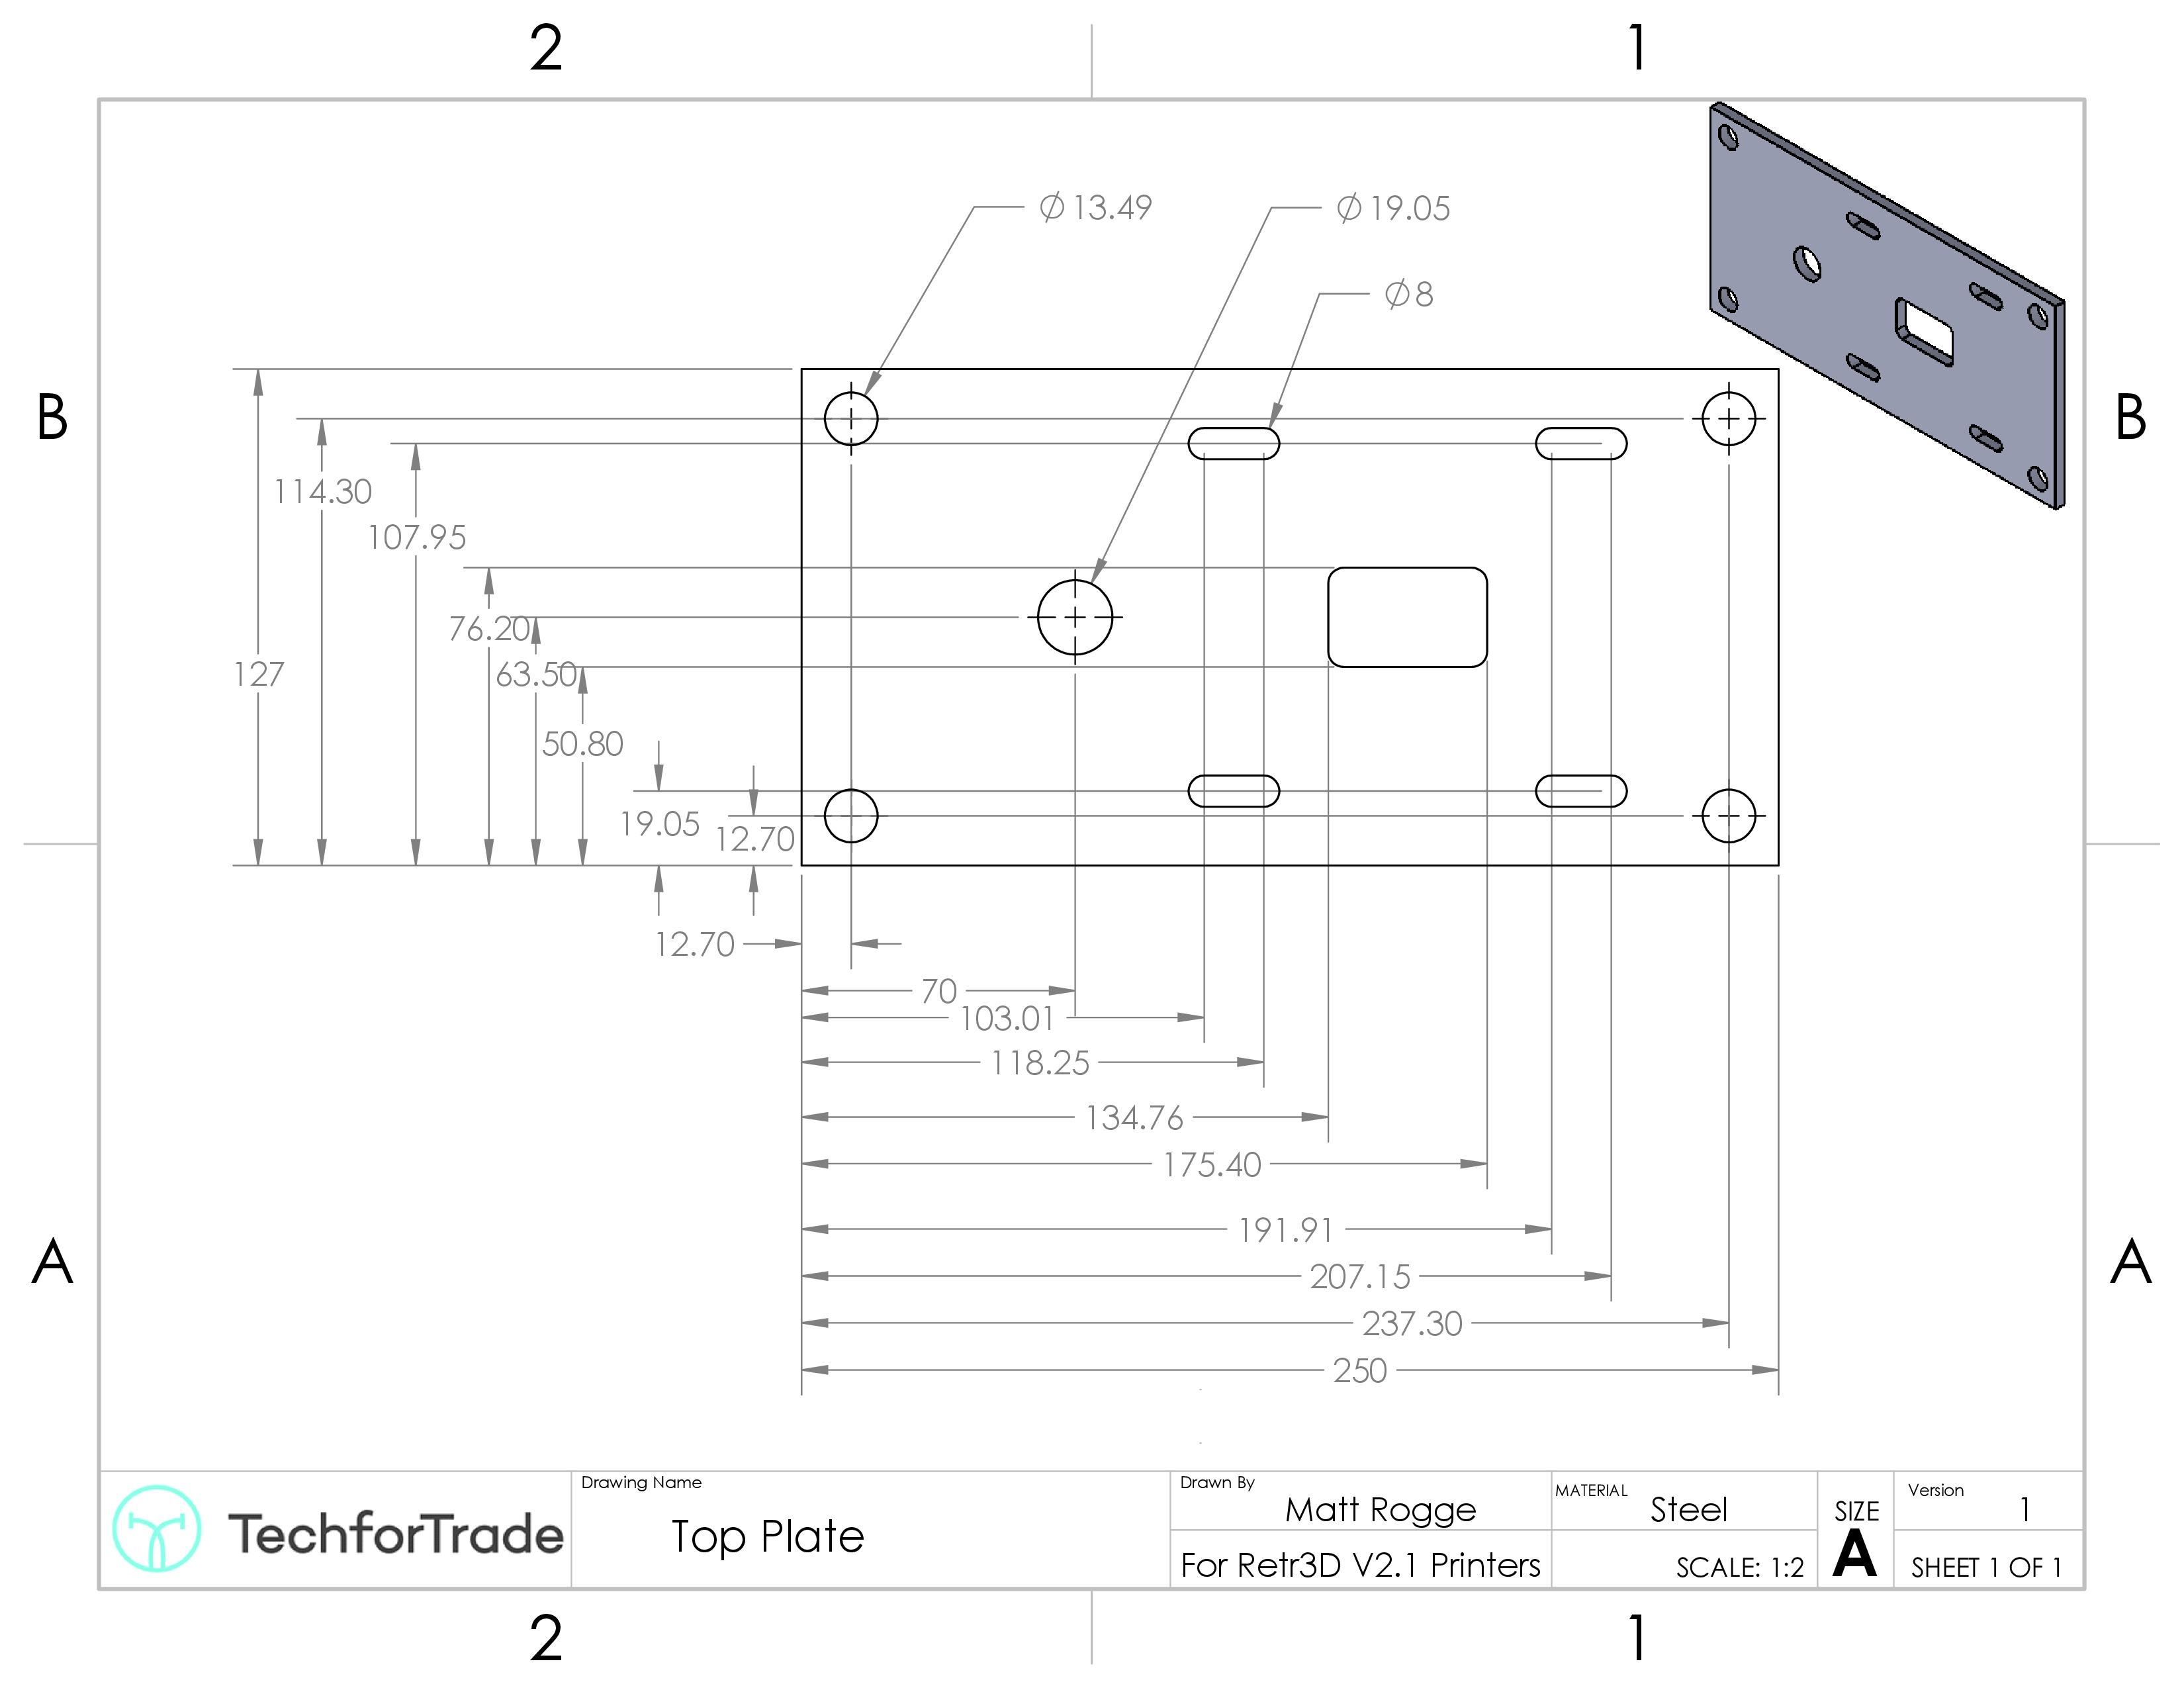 2 1
⌀13.49 ⌀19.05
⌀8
B B
114.30
107.95
76.20
127 63.50
50.80
19.05 12.70
12.70
70
103.01
118.25
134.76
175.40
191.91
A A
207.15
237.30
250
TechforTrade
Drawing Name
Top Plate
Drawn By
Matt Rogge
For Retr3D V2.1 Printers
MATERIAL Steel
SCALE: 1:2
SIZE
A
Version 1
SHEET 1 OF 1
2 1